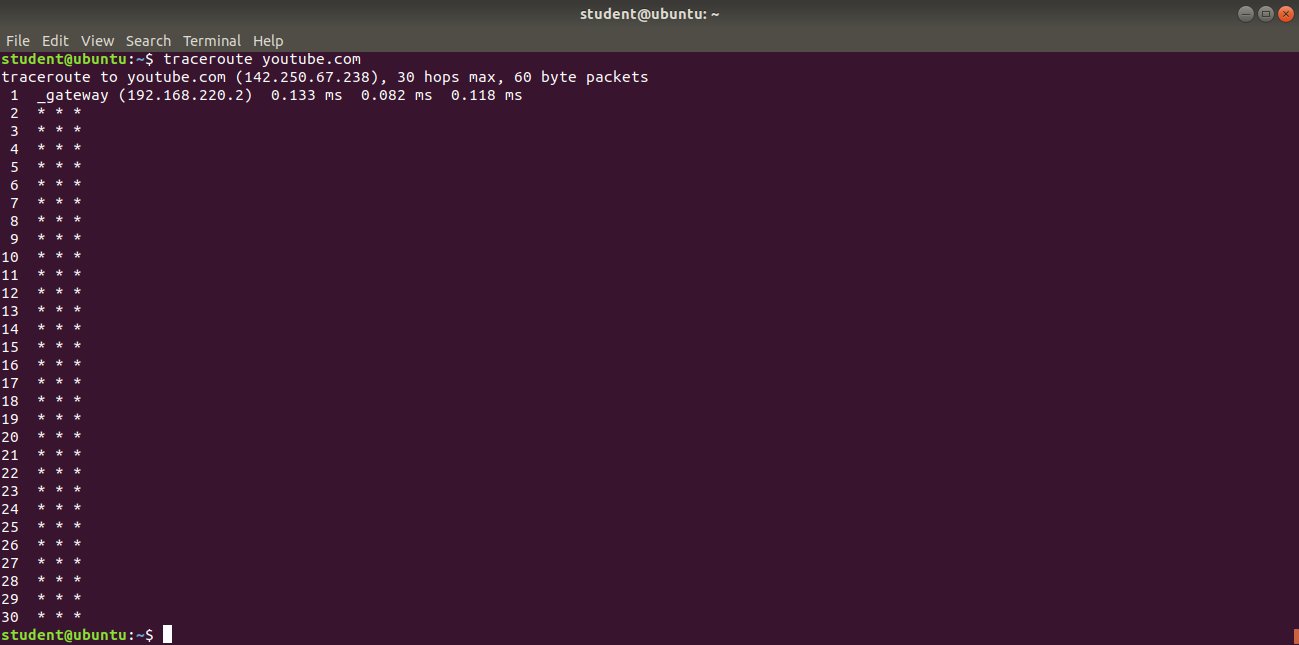 student@ubuntu: ~
File Edit View Search Terminal Help
student@ubuntu:~$ traceroute youtube.com
traceroute to youtube.com (142.250.67.238), 30 hops max, 60 byte packets
 1  _gateway (192.168.220.2)  0.133 ms  0.082 ms  0.118 ms
 2  * * *
 3  * * *
 4  * * *
 5  * * *
 6  * * *
 7  * * *
 8  * * *
 9  * * *
10  * * *
11  * * *
12  * * *
13  * * *
14  * * *
15  * * *
16  * * *
17  * * *
18  * * *
19  * * *
20  * * *
21  * * *
22  * * *
23  * * *
24  * * *
25  * * *
26  * * *
27  * * *
28  * * *
29  * * *
30  * * *
student@ubuntu:~$